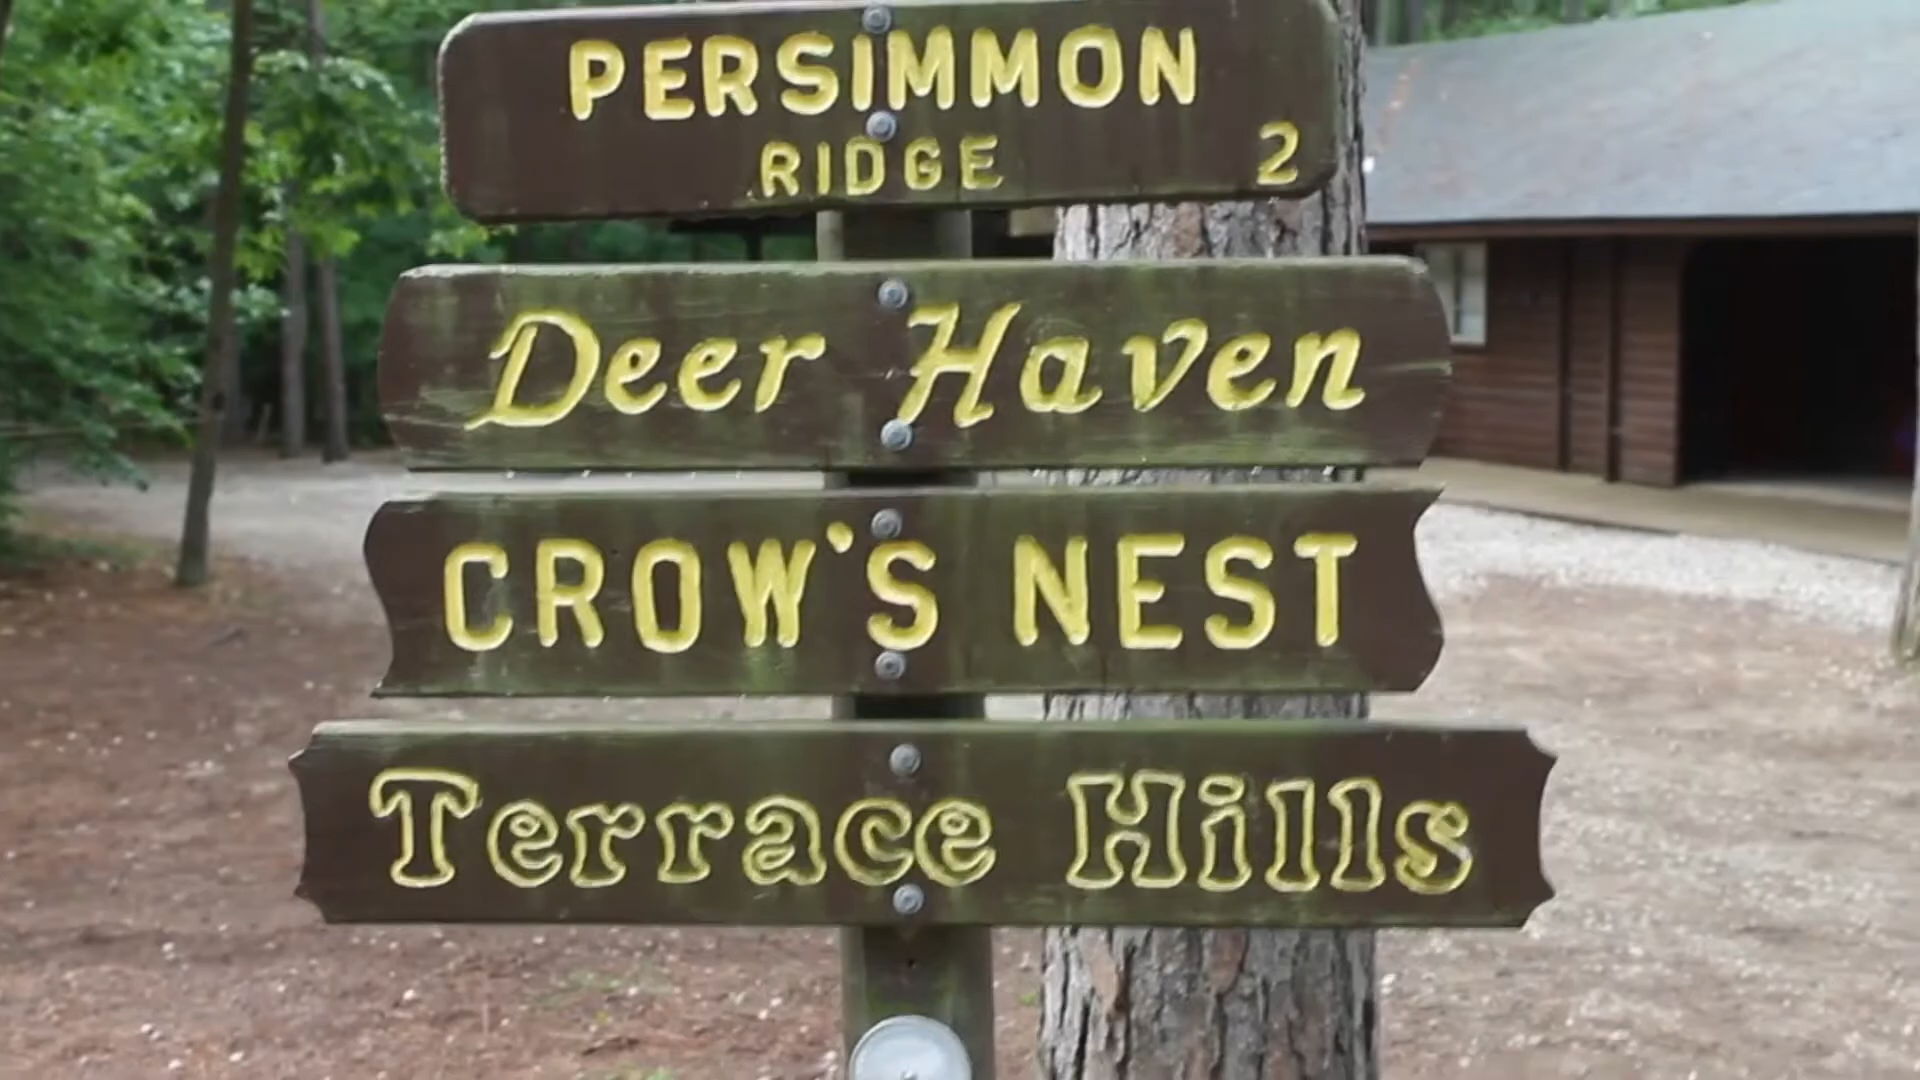 PERSIMMON
RIDGE 2
Deer Haven
CROW'S NEST
Terrace Hills